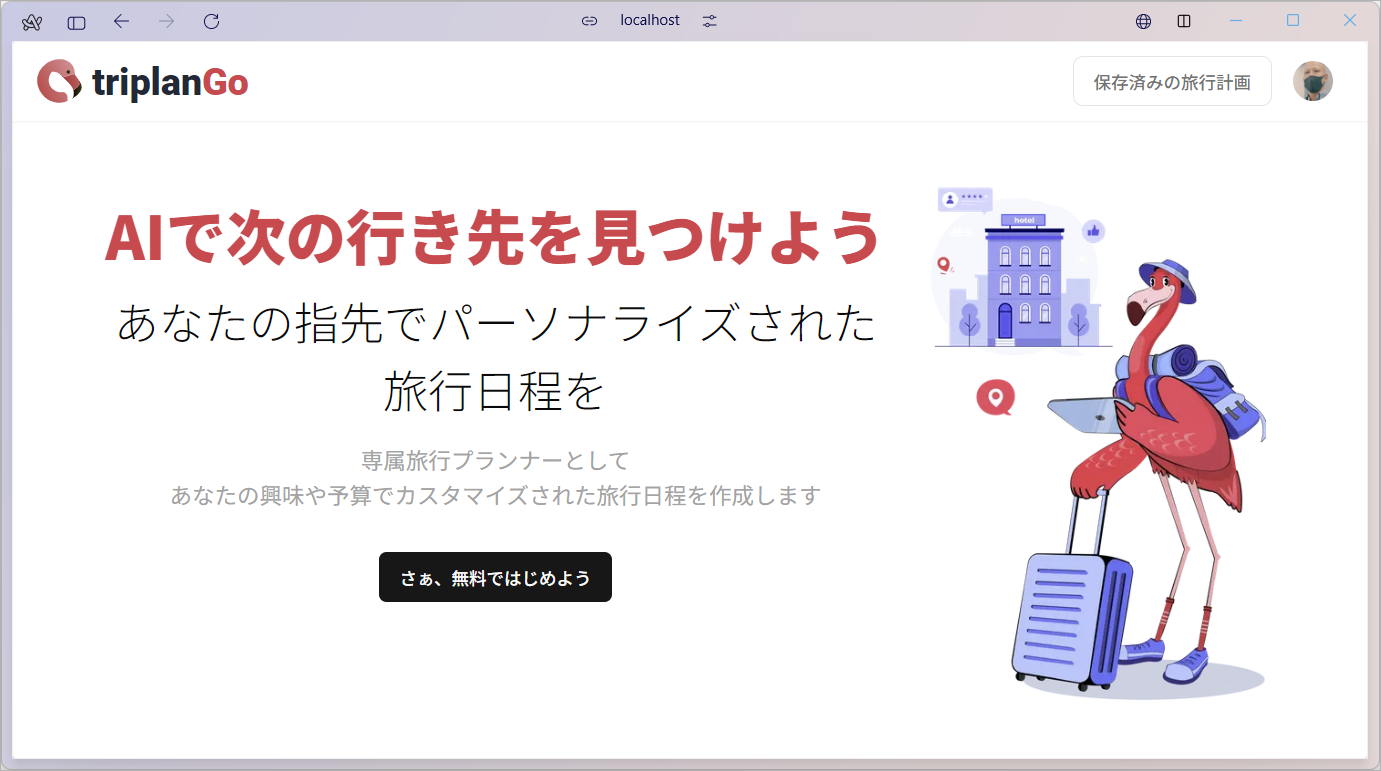 localhost
triplanGo
保存済みの旅行計画
AIで次の行き先を見つけよう
あなたの指先でパーソナライズされた
旅行日程を
専属旅行プランナーとして
あなたの興味や予算でカスタマイズされた旅行日程を作成します
さぁ、無料ではじめよう
hotel